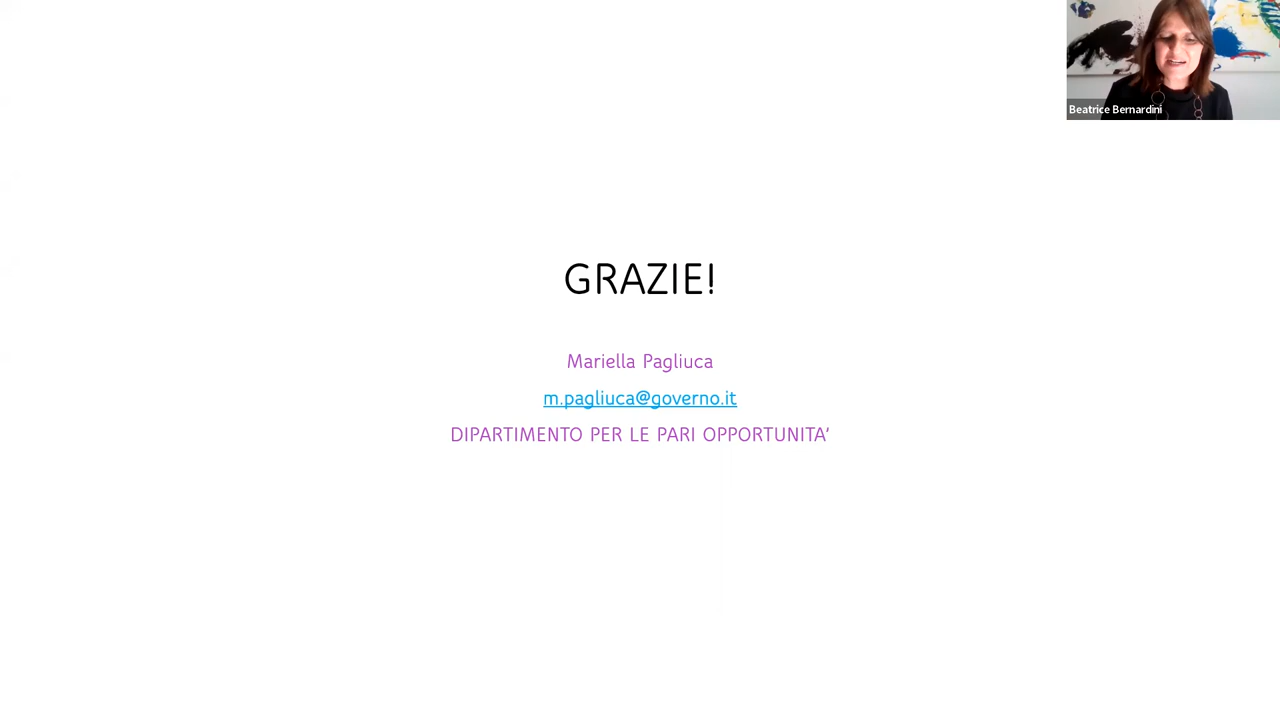 Beatrice Bernardini
GRAZIE!
Mariella Pagliuca
m.pagliuca@governo.it
DIPARTIMENTO PER LE PARI OPPORTUNITA’